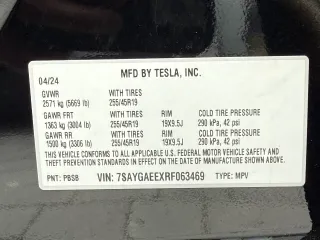 04/24 MFD BY TESLA, INC.
GVWR WITH TIRES
2571 kg (5669 lb) 255/45R19
GAWR FRT WITH TIRES RIM COLD TIRE PRESSURE
1363 kg (3004 lb) 255/45R19 19X9.5J 290 kPa, 42 psi
GAWR RR WITH TIRES RIM COLD TIRE PRESSURE
1500 kg (3306 lb) 255/45R19 19X9.5J 290 kPa, 42 psi
THIS VEHICLE CONFORMS TO ALL APPLICABLE U.S. FEDERAL MOTOR VEHICLE SAFETY
AND THEFT PREVENTION STANDARDS IN EFFECT ON THE DATE OF MANUFACTURE SHOWN ABOVE.
PNT: PBSB VIN: 7SAYGAEEXRF063469 TYPE: MPV